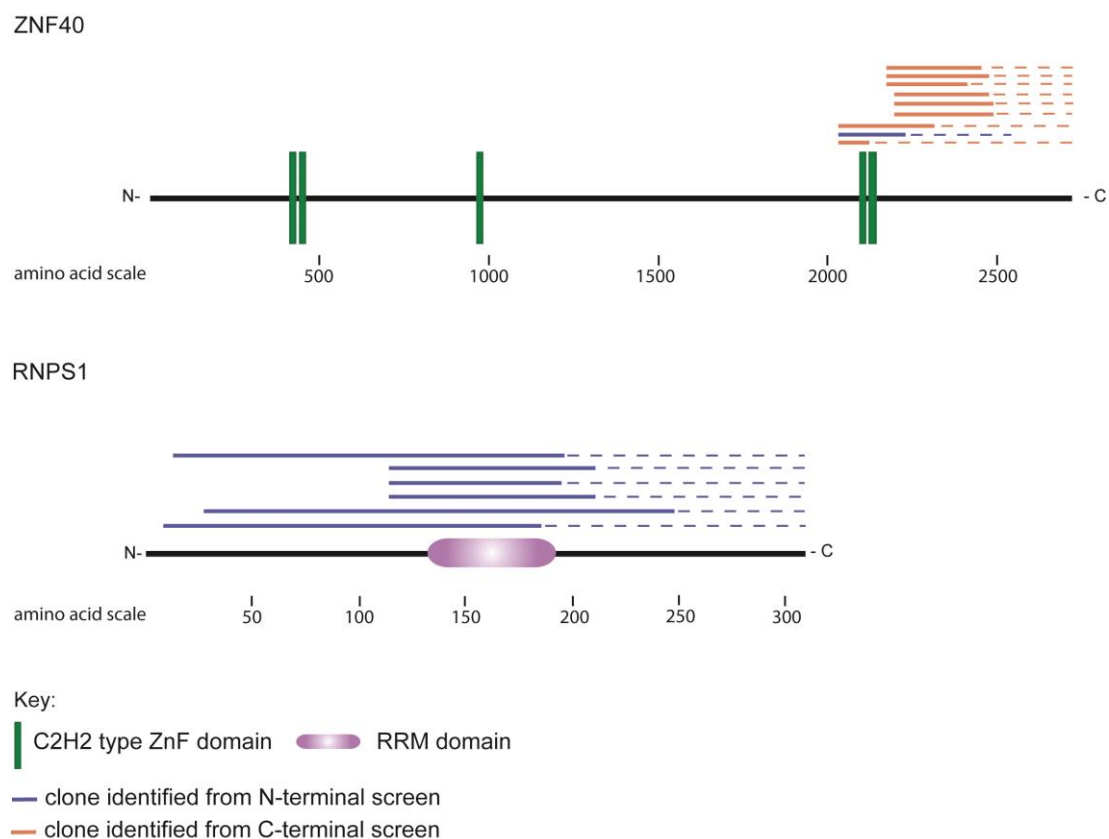 ZNF40
N- - C
amino acid scale 500 1000 1500 2000 2500
RNPS1
N- - C
amino acid scale 50 100 150 200 250 300
Key:
C2H2 type ZnF domain RRM domain
clone identified from N-terminal screen
clone identified from C-terminal screen